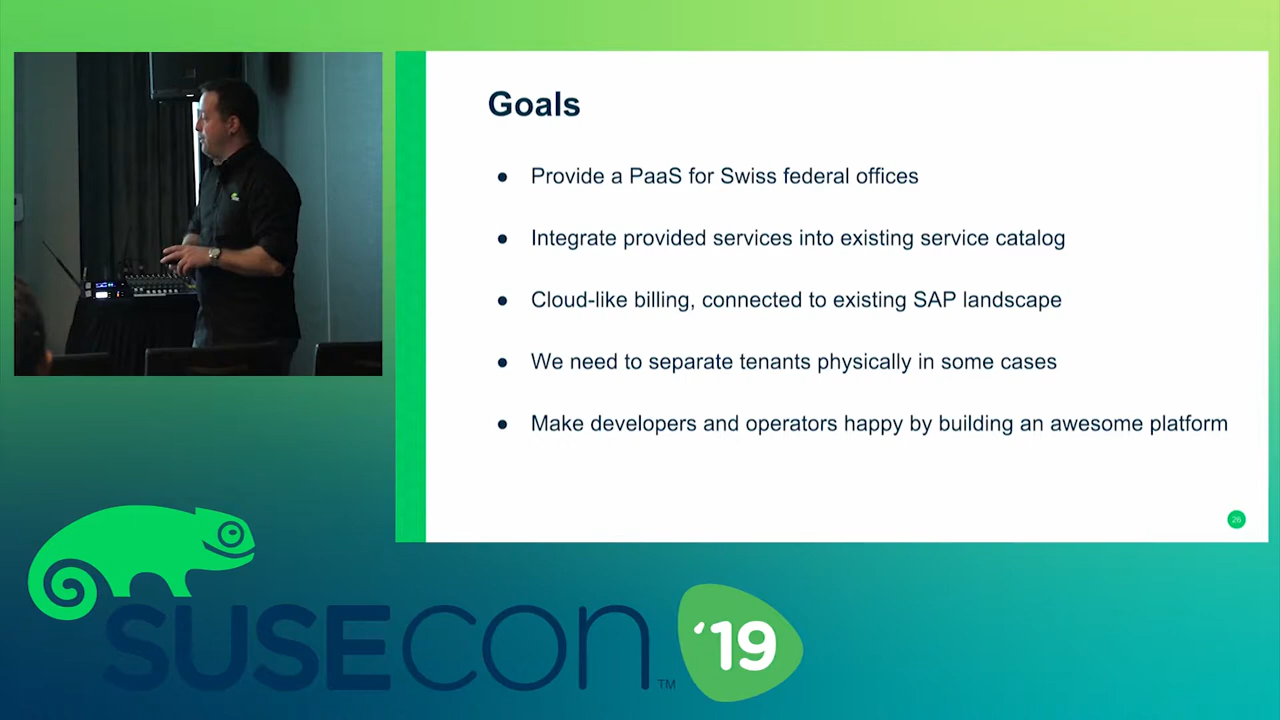 Goals
● Provide a PaaS for Swiss federal offices
● Integrate provided services into existing service catalog
● Cloud-like billing, connected to existing SAP landscape
● We need to separate tenants physically in some cases
● Make developers and operators happy by building an awesome platform
26
SUSECON™ '19